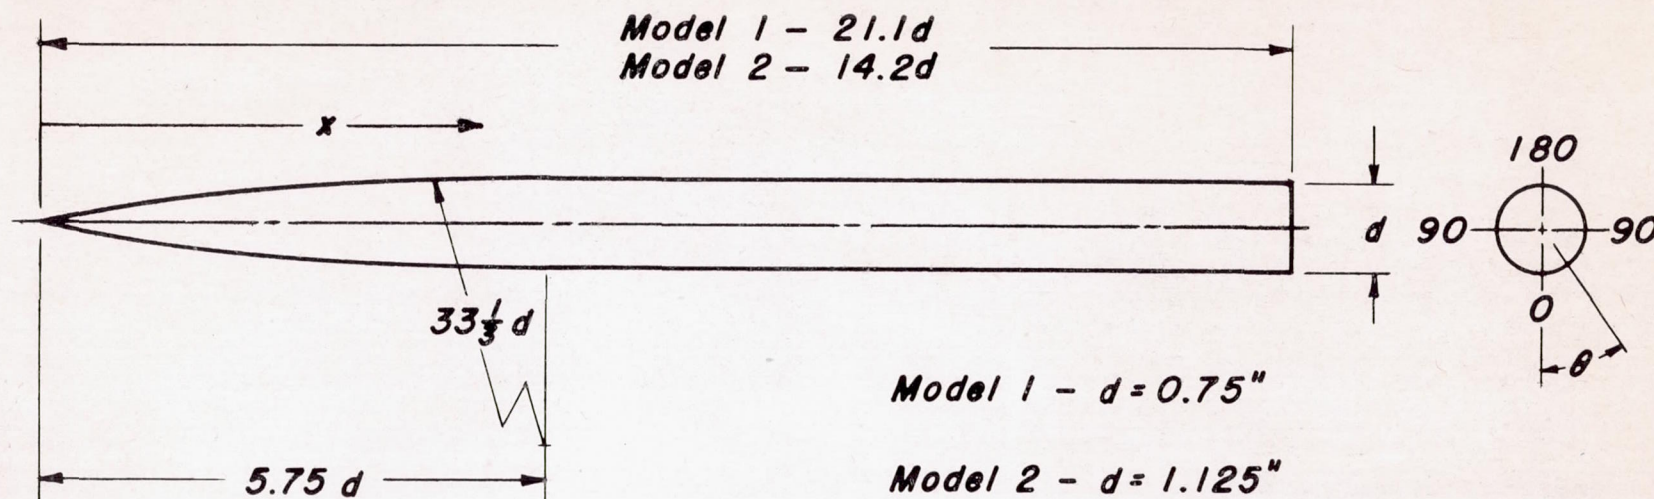 Model 1 - 21.1d
Model 2 - 14.2d
x
180
d
90
90
0
33⅓ d
θ
Model 1 - d = 0.75"
5.75 d
Model 2 - d = 1.125"